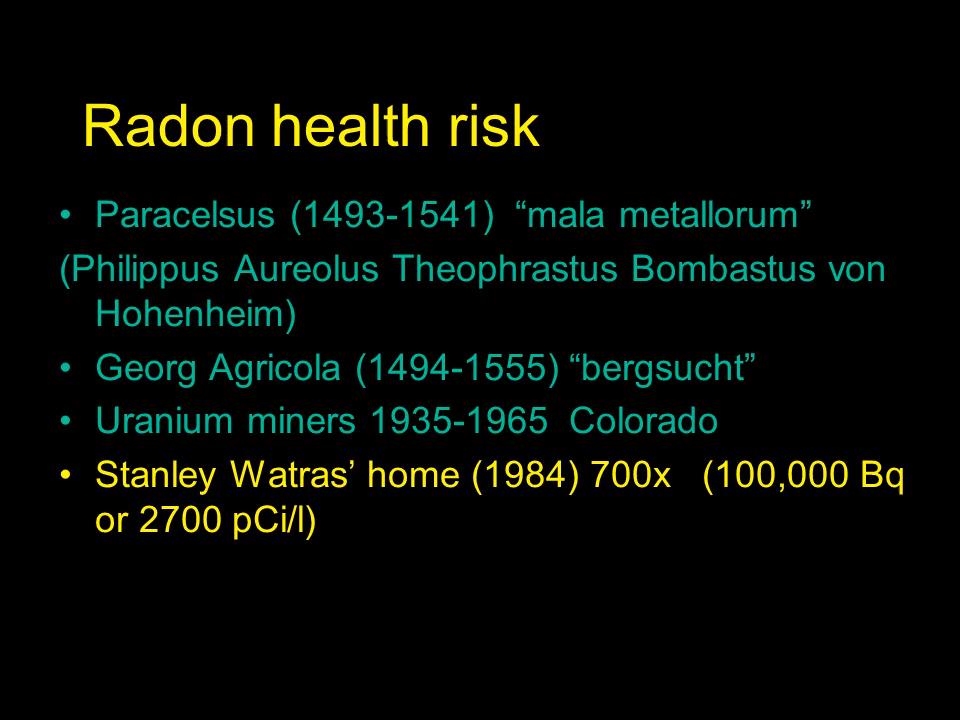 Radon health risk
• Paracelsus (1493-1541) “mala metallorum”
(Philippus Aureolus Theophrastus Bombastus von
Hohenheim)
• Georg Agricola (1494-1555) “bergsucht”
• Uranium miners 1935-1965 Colorado
• Stanley Watras’ home (1984) 700x (100,000 Bq
or 2700 pCi/l)